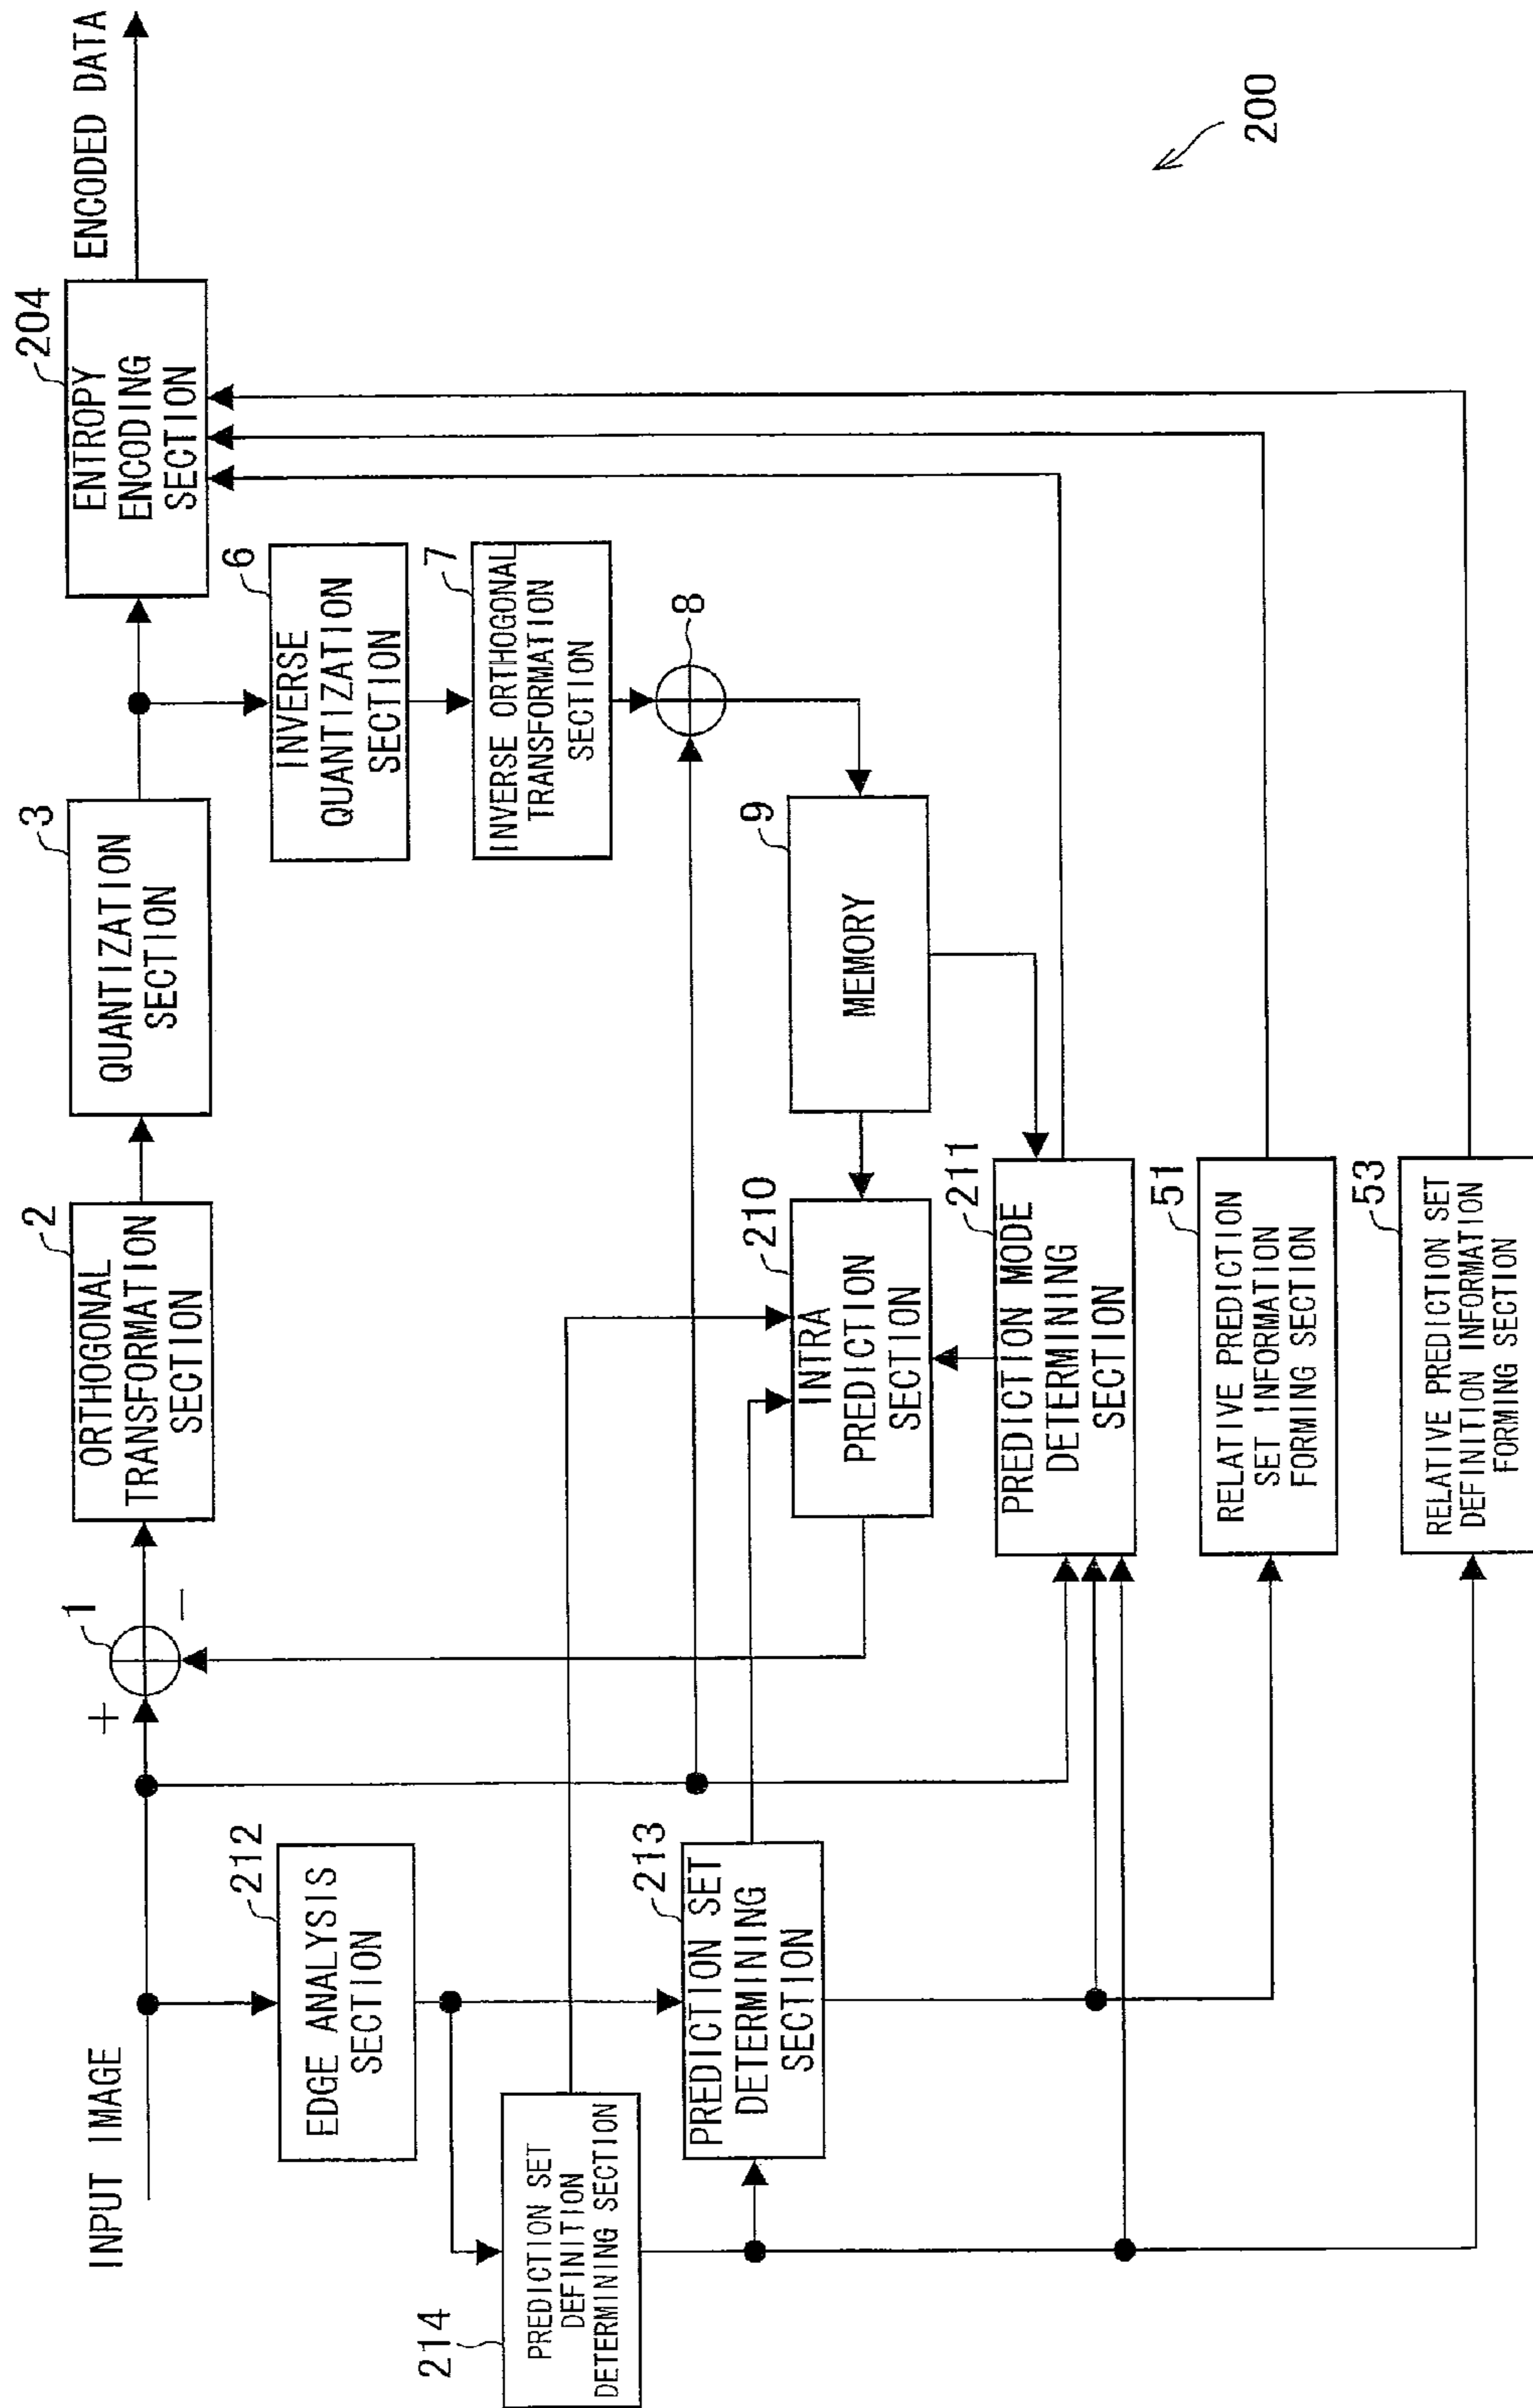 INPUT IMAGE
+
−
1
2
ORTHOGONAL
TRANSFORMATION
SECTION
3
QUANTIZATION
SECTION
204
ENTROPY
ENCODING
SECTION
ENCODED DATA
212
EDGE ANALYSIS
SECTION
6
INVERSE
QUANTIZATION
SECTION
7
INVERSE ORTHOGONAL
TRANSFORMATION
SECTION
8
214
PREDICTION SET
DEFINITION
DETERMINING SECTION
213
PREDICTION SET
DETERMINING
SECTION
210
INTRA
PREDICTION
SECTION
9
MEMORY
211
PREDICTION MODE
DETERMINING
SECTION
51
RELATIVE PREDICTION
SET INFORMATION
FORMING SECTION
53
RELATIVE PREDICTION SET
DEFINITION INFORMATION
FORMING SECTION
200